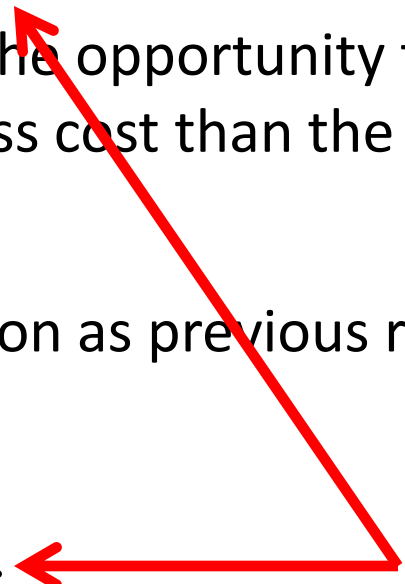 he opportunity
ss cost than the
on as previous r
.